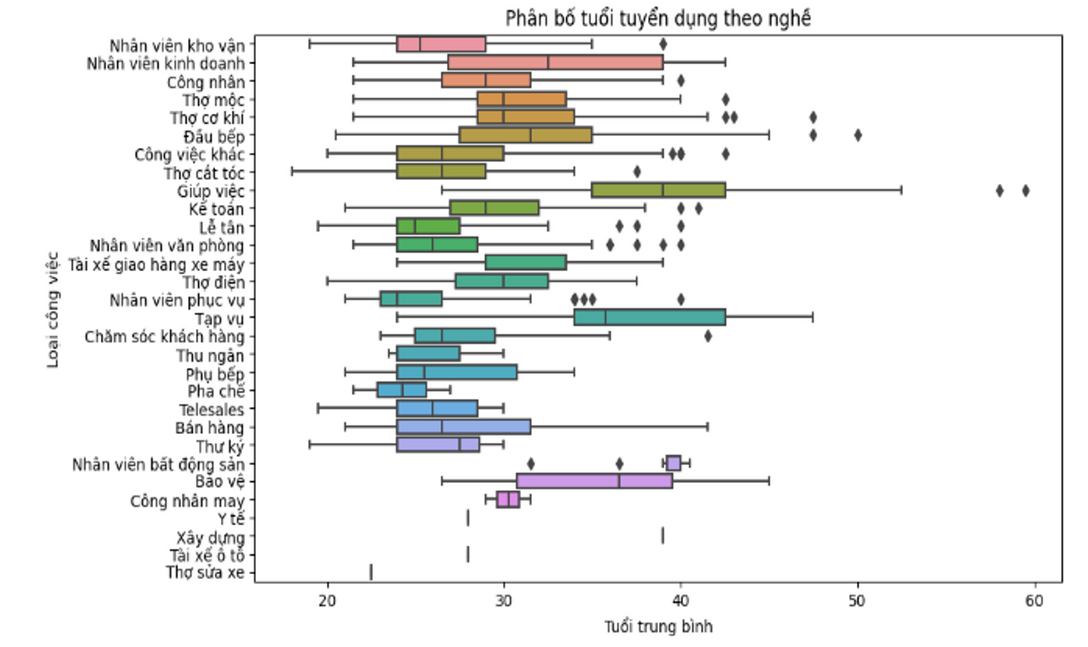 Phân bố tuổi tuyển dụng theo nghề
Nhân viên kho vận
Nhân viên kinh doanh
Công nhân
Thợ mộc
Thợ cơ khí
Đầu bếp
Công việc khác
Thợ cắt tóc
Giúp việc
Kế toán
Lễ tân
Nhân viên văn phòng
Tài xế giao hàng xe máy
Thợ điện
Nhân viên phục vụ
Tạp vụ
Chăm sóc khách hàng
Thu ngân
Phụ bếp
Pha chế
Telesales
Bán hàng
Thư ký
Nhân viên bất động sản
Bảo vệ
Công nhân may
Y tế
Xây dựng
Tài xế ô tô
Thợ sửa xe
Loại công việc
20 30 40 50 60
Tuổi trung bình